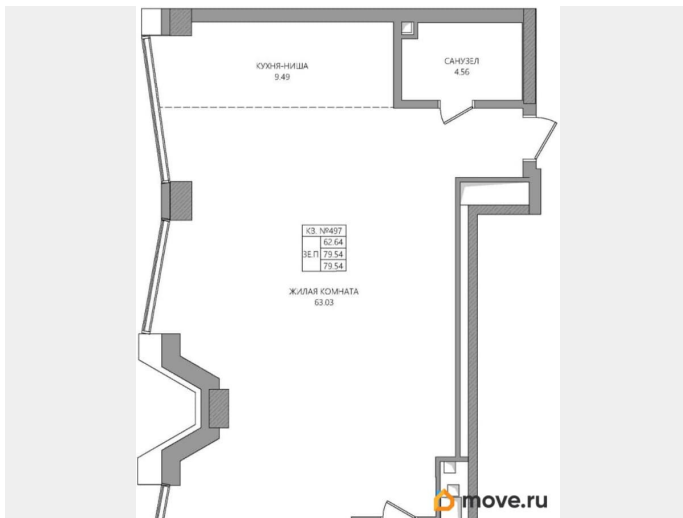 КУХНЯ-НИША
9.49
САНУЗЕЛ
4.56
КВ. №497
62.64
3Е.П 79.54
79.54
ЖИЛАЯ КОМНАТА
63.03
move.ru